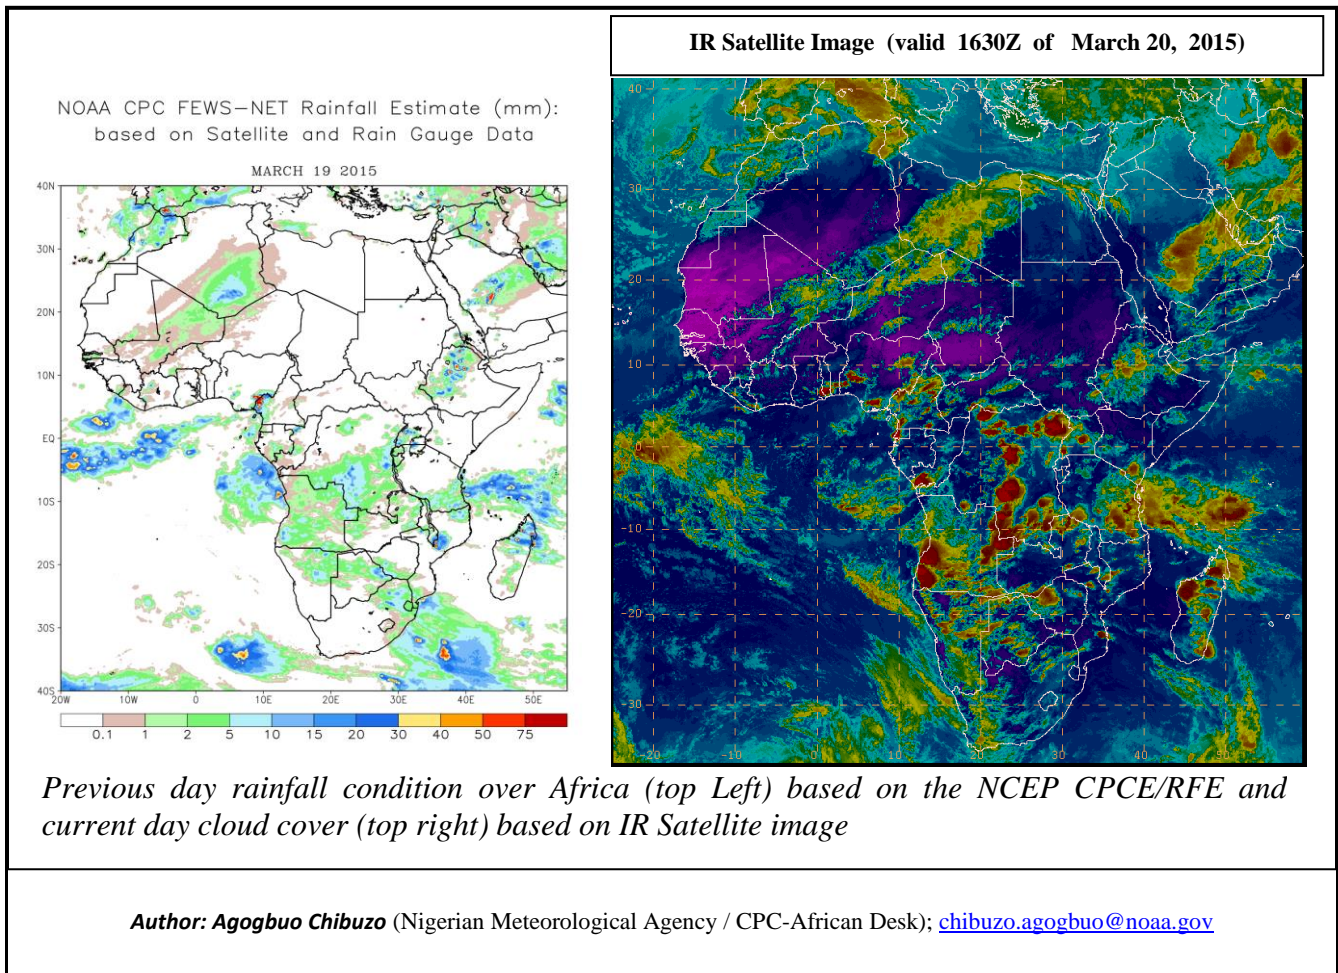 IR Satellite Image (valid 1630Z of March 20, 2015)
NOAA CPC FEWS-NET Rainfall Estimate (mm):
based on Satellite and Rain Gauge Data
MARCH 19 2015
40N
30N
20N
10N
EQ
10S
20S
30S
40S
20W 10W 0 10E 20E 30E 40E 50E
0.1 1 2 5 10 15 20 30 40 50 75
40
30
20
10
0
-10
-20
-30
-20 -10 0 10 20 30 40 50
Previous day rainfall condition over Africa (top Left) based on the NCEP CPCE/RFE and
current day cloud cover (top right) based on IR Satellite image
Author: Agogbuo Chibuzo (Nigerian Meteorological Agency / CPC-African Desk); chibuzo.agogbuo@noaa.gov